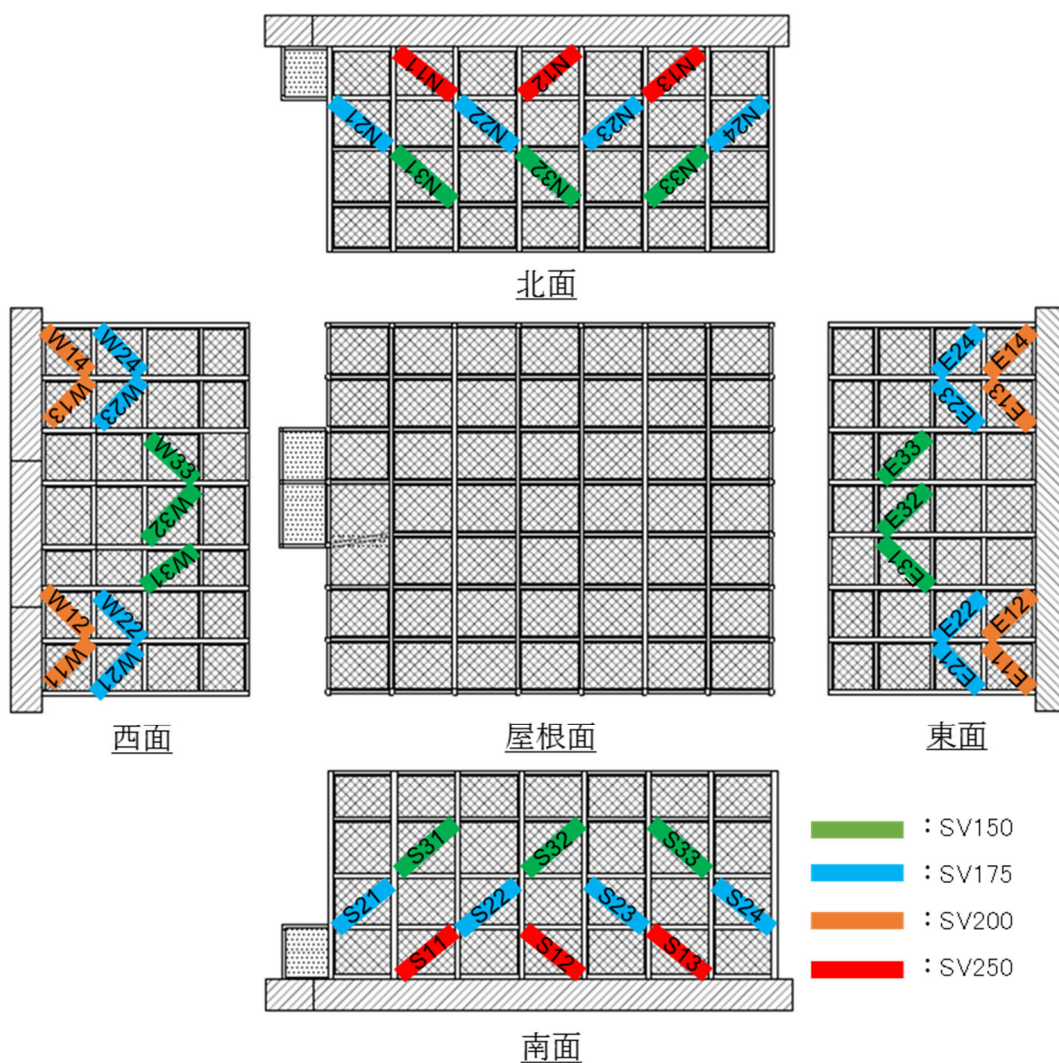 N11
N12
N13
N21
N22
N23
N24
N31
N32
N33
北面
W14
W24
W13
W23
W33
W32
W31
W12
W22
W11
W21
西面
屋根面
E24
E14
E23
E13
E33
E32
E31
E22
E12
E21
E11
東面
S31
S32
S33
S21
S22
S23
S24
S11
S12
S13
南面
：SV150
：SV175
：SV200
：SV250